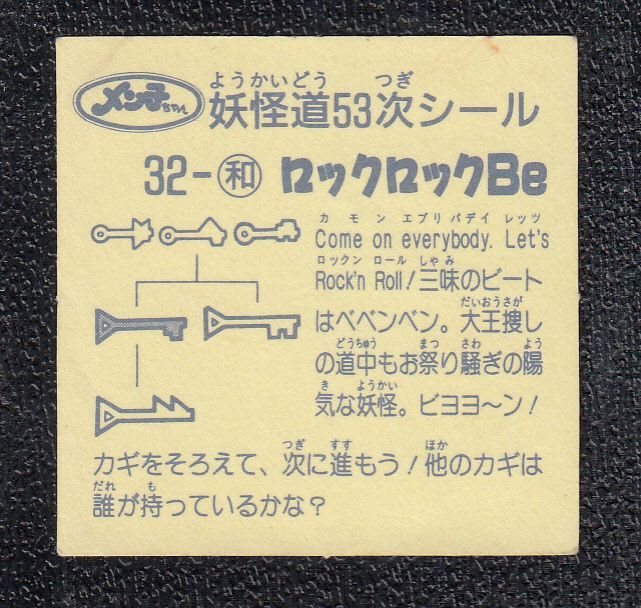 メン子ちゃん
ようかいどう つぎ
妖怪道53次シール
32-㊐和 ロックロックBe
カモン エブリバデイ レッツ
Come on everybody. Let's
ロックン ロール しゃみ
Rock'n Roll!三味のビート
だいおうさが
はベベンベン。大王捜し
どうちゅう まつ さわ よう
の道中もお祭り騒ぎの陽
き ようかい
気な妖怪。ビヨヨ〜ン!
つぎ すす ほか
カギをそろえて、次に進もう!他のカギは
だれ も
誰が持っているかな?